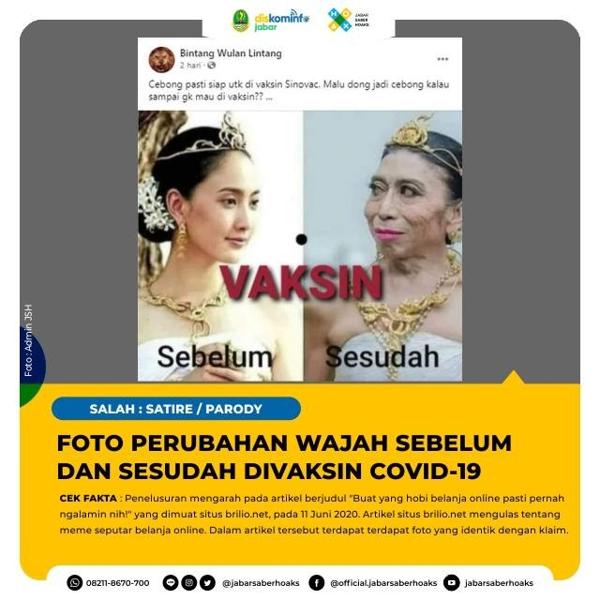 diskominfo
jabar
JABAR
SABER
HOAKS
Bintang Wulan Lintang
2 hari
Cebong pasti siap utk di vaksin Sinovac. Malu dong jadi cebong kalau
sampai gk mau di vaksin?? ...
VAKSIN
Sebelum Sesudah
Foto : Admin JSH
SALAH : SATIRE / PARODY
FOTO PERUBAHAN WAJAH SEBELUM
DAN SESUDAH DIVAKSIN COVID-19
CEK FAKTA : Penelusuran mengarah pada artikel berjudul "Buat yang hobi belanja online pasti pernah
ngalamin nih!" yang dimuat situs brilio.net, pada 11 Juni 2020. Artikel situs brilio.net mengulas tentang
meme seputar belanja online. Dalam artikel tersebut terdapat terdapat foto yang identik dengan klaim.
08211-8670-700 @jabarsaberhoaks @official.jabarsaberhoaks jabarsaberhoaks